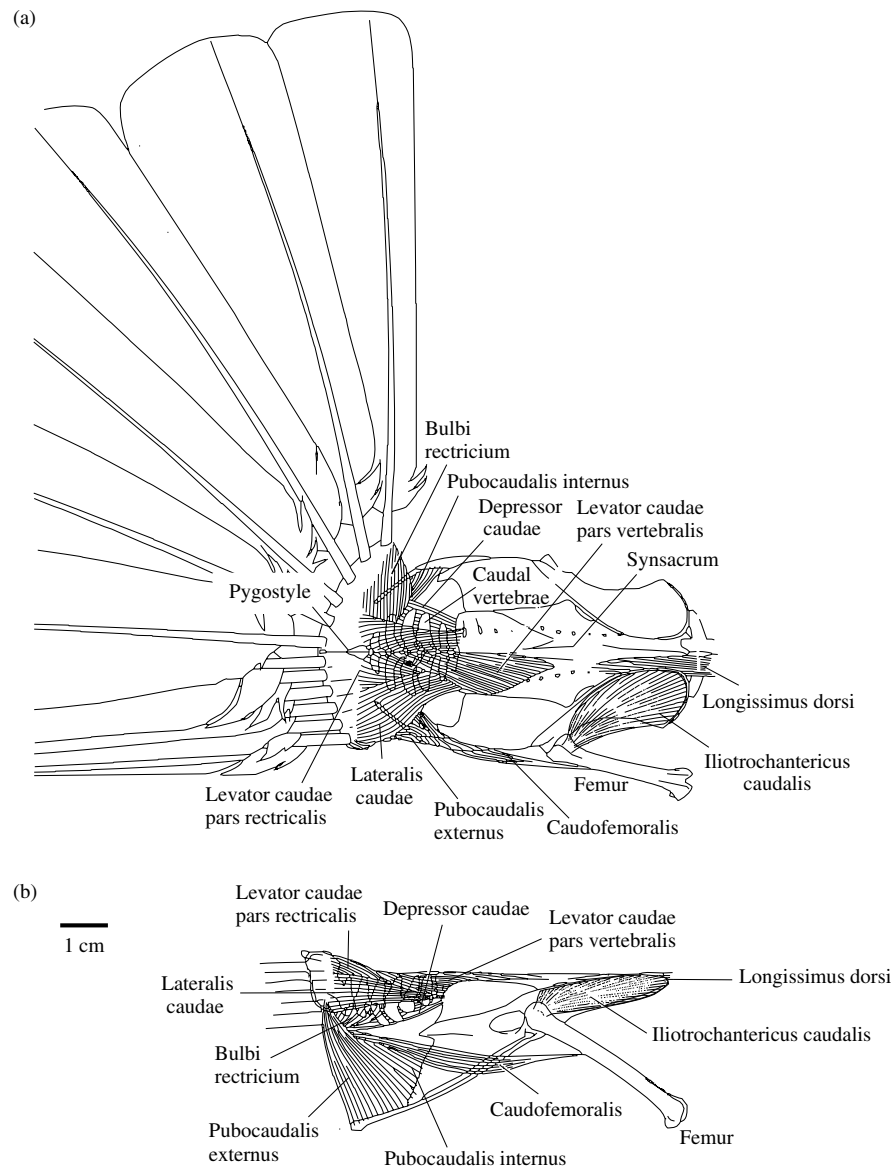 (a)
Bulbi
rectricium
Pubocaudalis internus
Depressor
caudae
Levator caudae
pars vertebralis
Synsacrum
Caudal
vertebrae
Pygostyle
Longissimus dorsi
Iliotrochantericus
caudalis
Femur
Lateralis
caudae
Levator caudae
pars rectricalis
Pubocaudalis
externus
Caudofemoralis
(b)
1 cm
Levator caudae
pars rectricalis
Depressor caudae
Levator caudae
pars vertebralis
Lateralis
caudae
Longissimus dorsi
Iliotrochantericus caudalis
Bulbi
rectricium
Caudofemoralis
Pubocaudalis
externus
Pubocaudalis internus
Femur